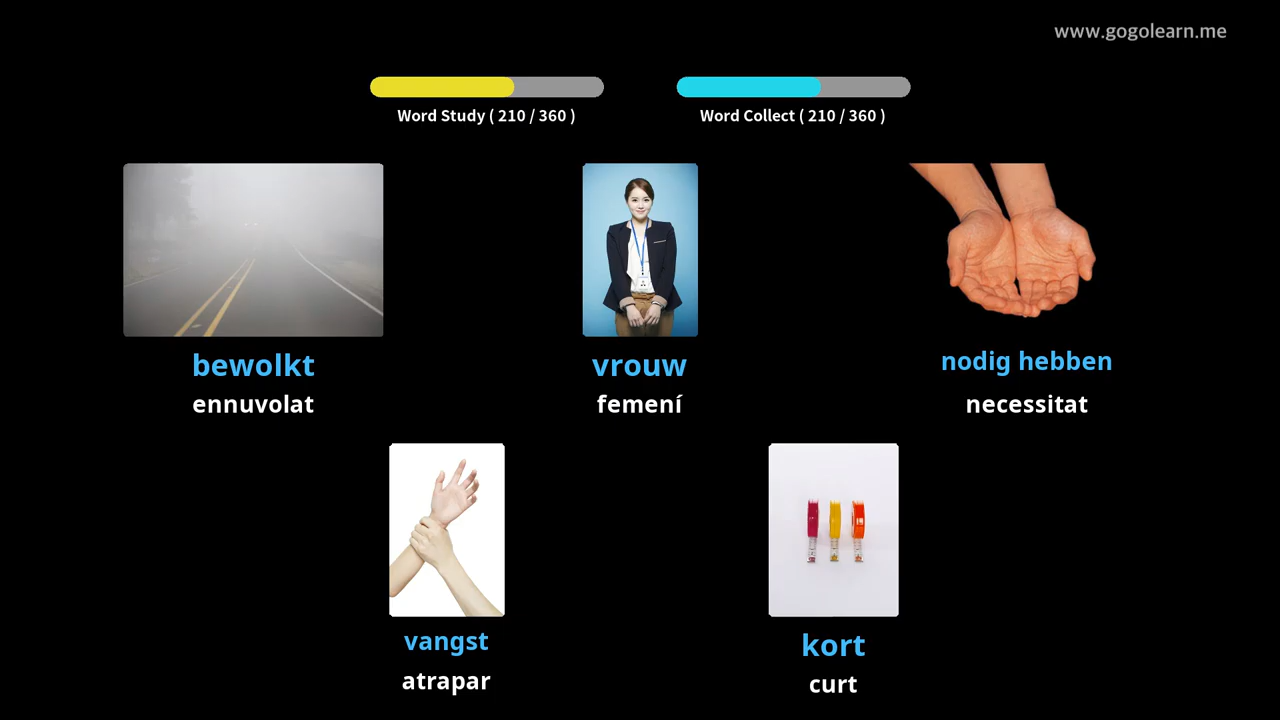 www.gogolearn.me
Word Study ( 210 / 360 )
Word Collect ( 210 / 360 )
bewolkt
ennuvolat
vrouw
femení
nodig hebben
necessitat
vangst
atrapar
kort
curt